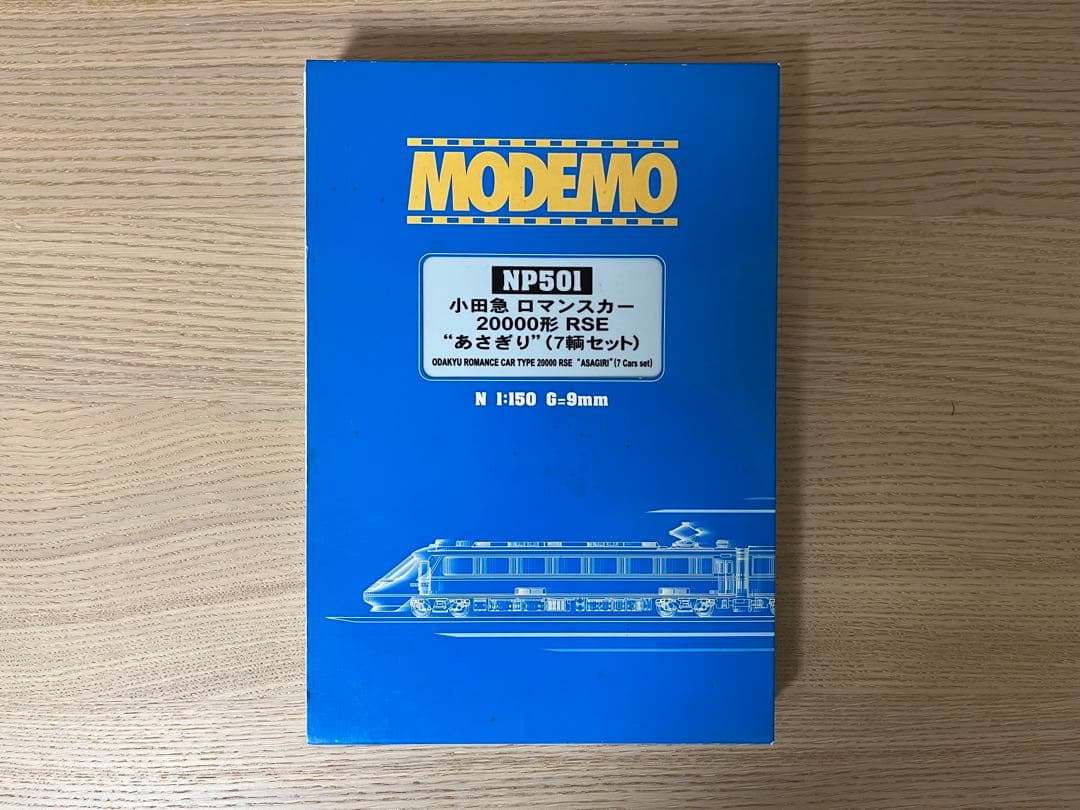 MODEMO
NP501
小田急 ロマンスカー
20000形 RSE
“あさぎり”(7輌セット)
ODAKYU ROMANCE CAR TYPE 20000 RSE “ASAGIRI”(7 Cars set)
N 1:150 G=9mm